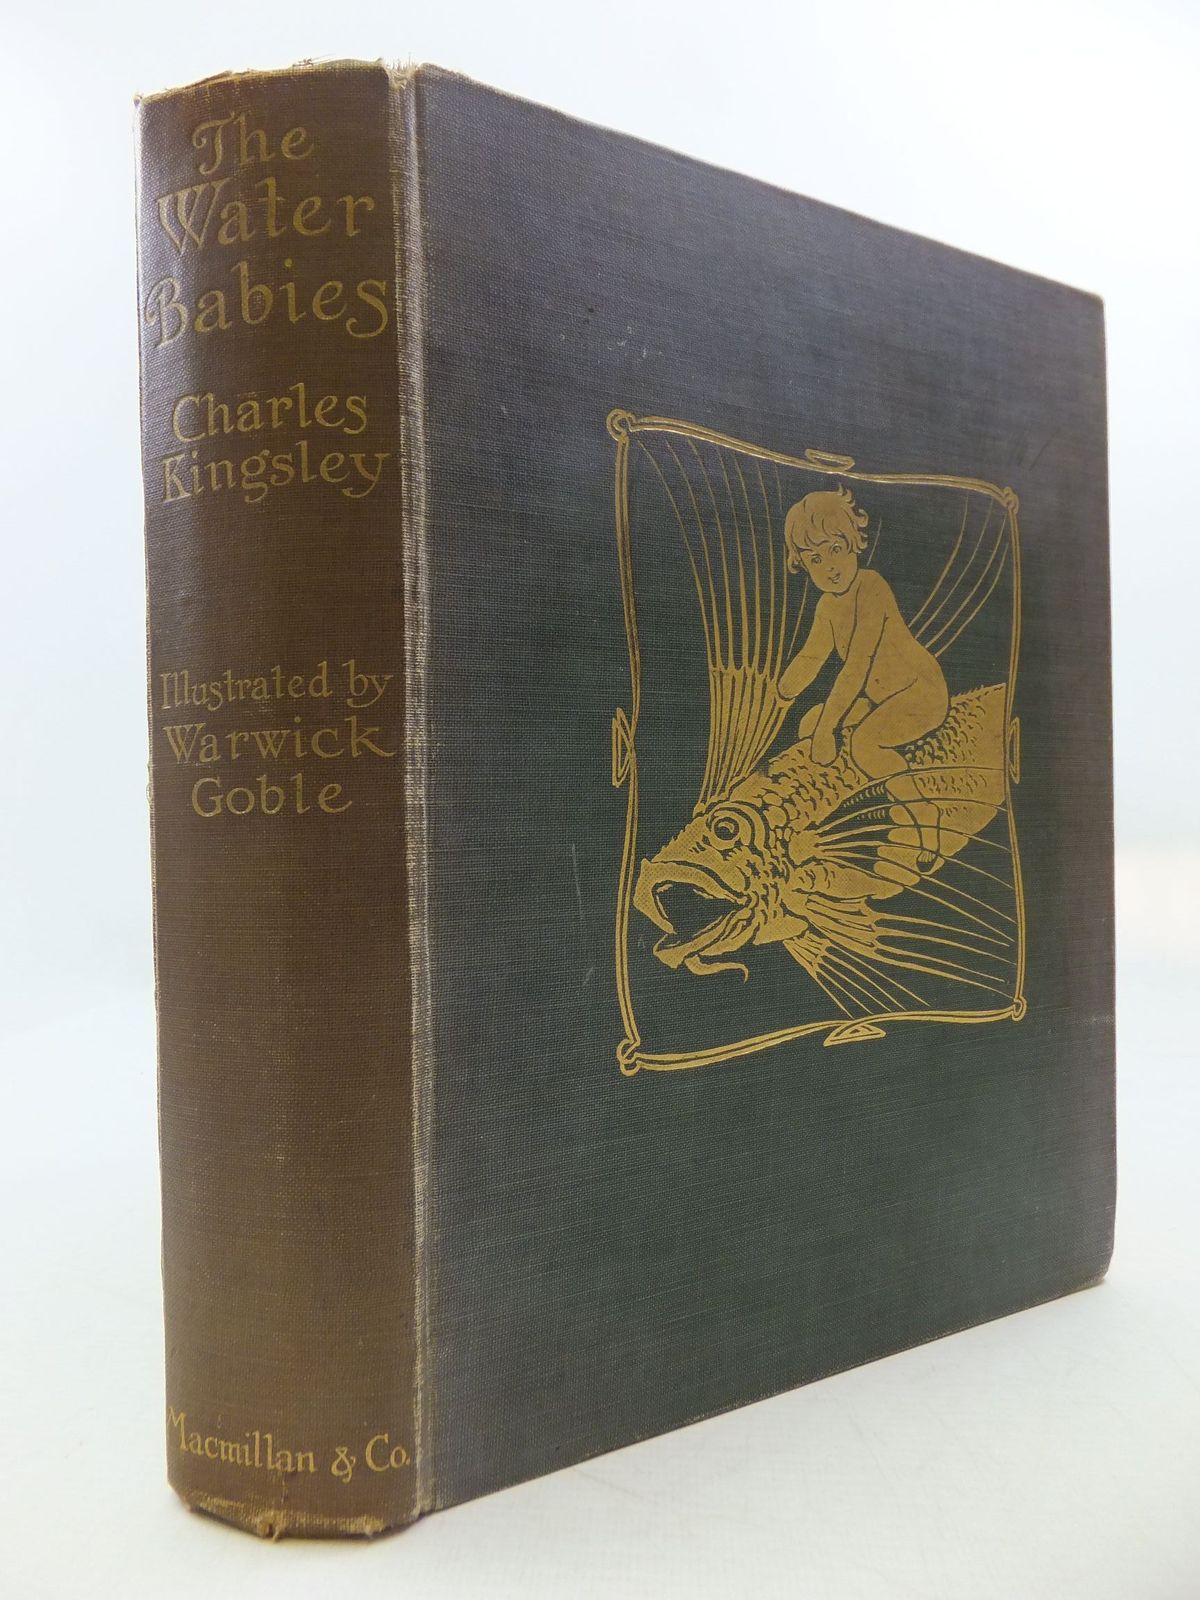 The
Water
Babies
Charles
Kingsley
Illustrated by
Warwick
Goble
Macmillan & Co.